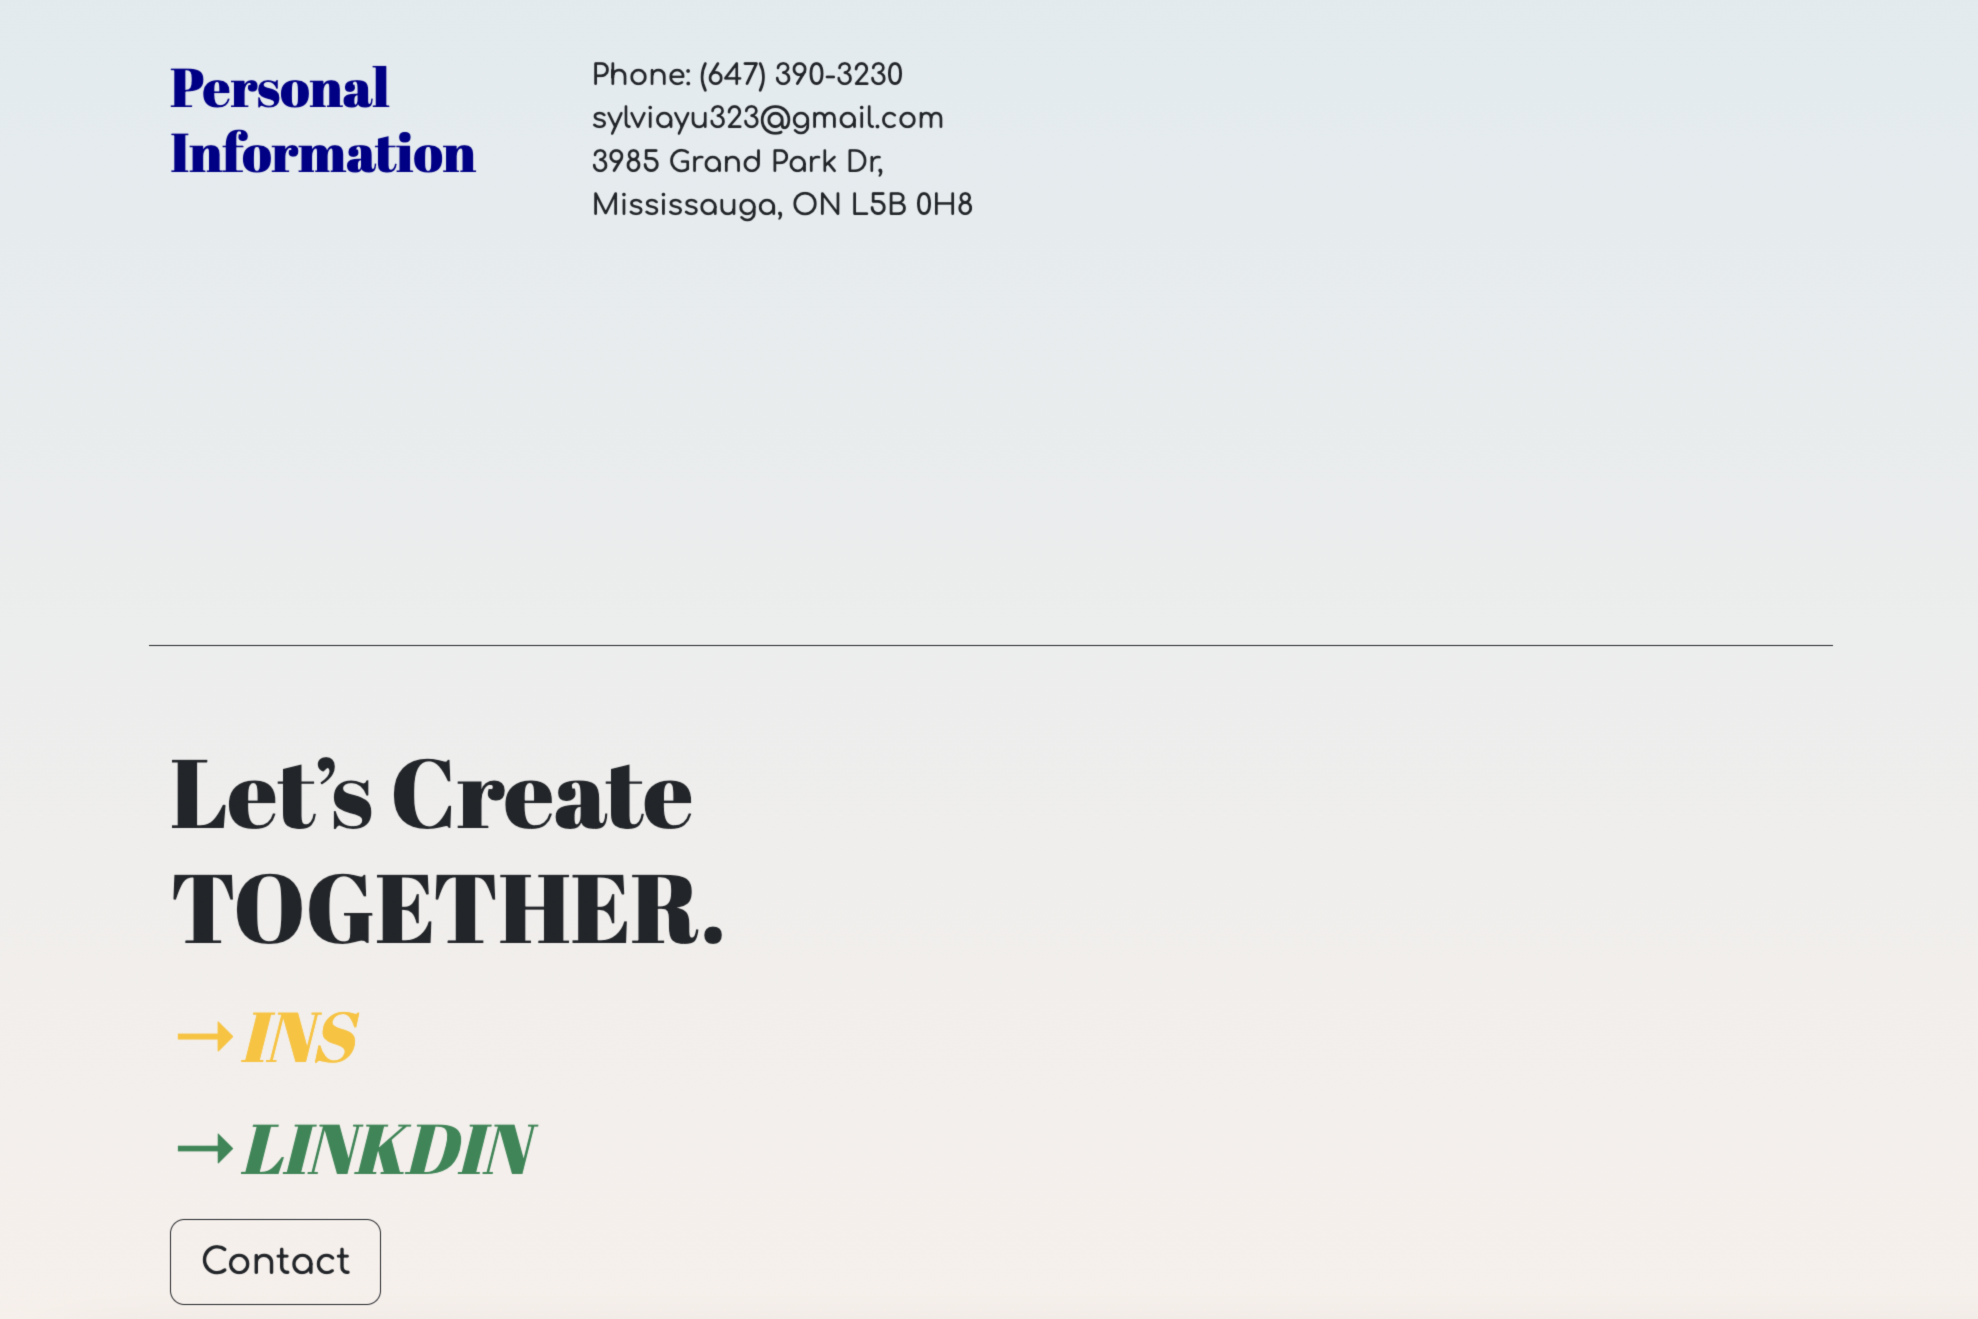 Personal
Information
Phone: (647) 390-3230
sylviayu323@gmail.com
3985 Grand Park Dr,
Mississauga, ON L5B 0H8
Let’s Create
TOGETHER.
→INS
→LINKDIN
Contact